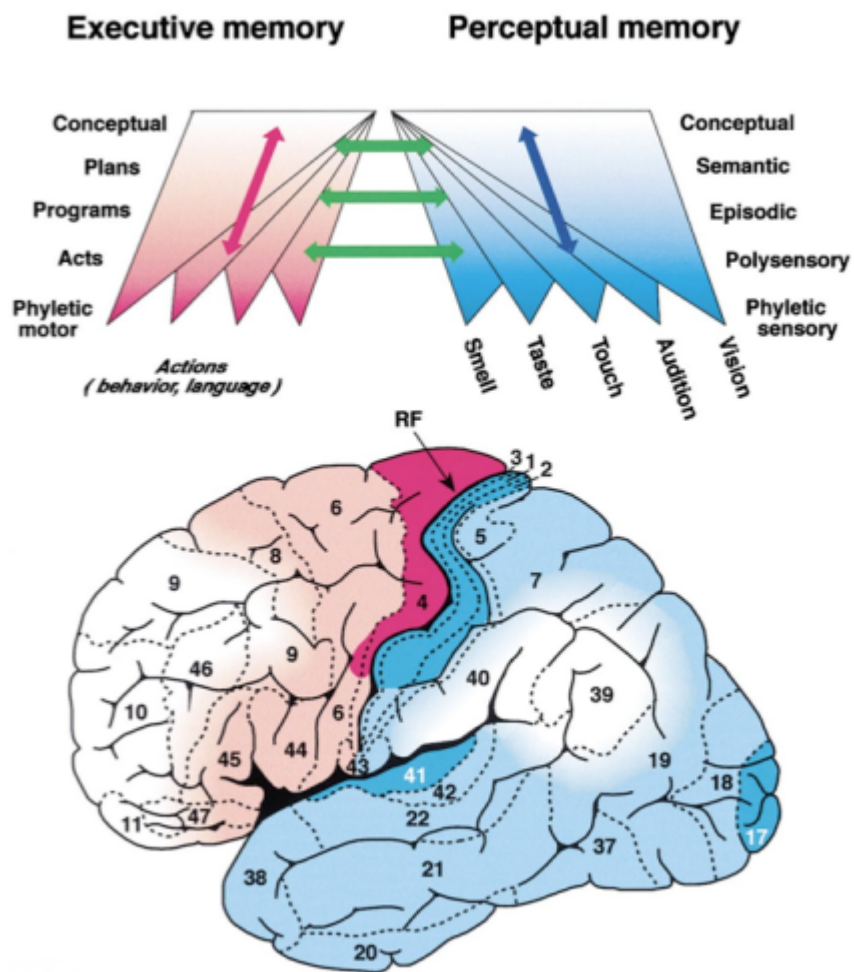 Executive memory
Perceptual memory
Conceptual
Plans
Programs
Acts
Phyletic
motor
Conceptual
Semantic
Episodic
Polysensory
Phyletic
sensory
Actions
( behavior, language )
Smell
Taste
Touch
Audition
Vision
RF
3 1 2
6
5
8
9
7
4
46
9
40
39
10
6
45
44
43
41
19
18
42
11
47
22
17
37
38
21
20